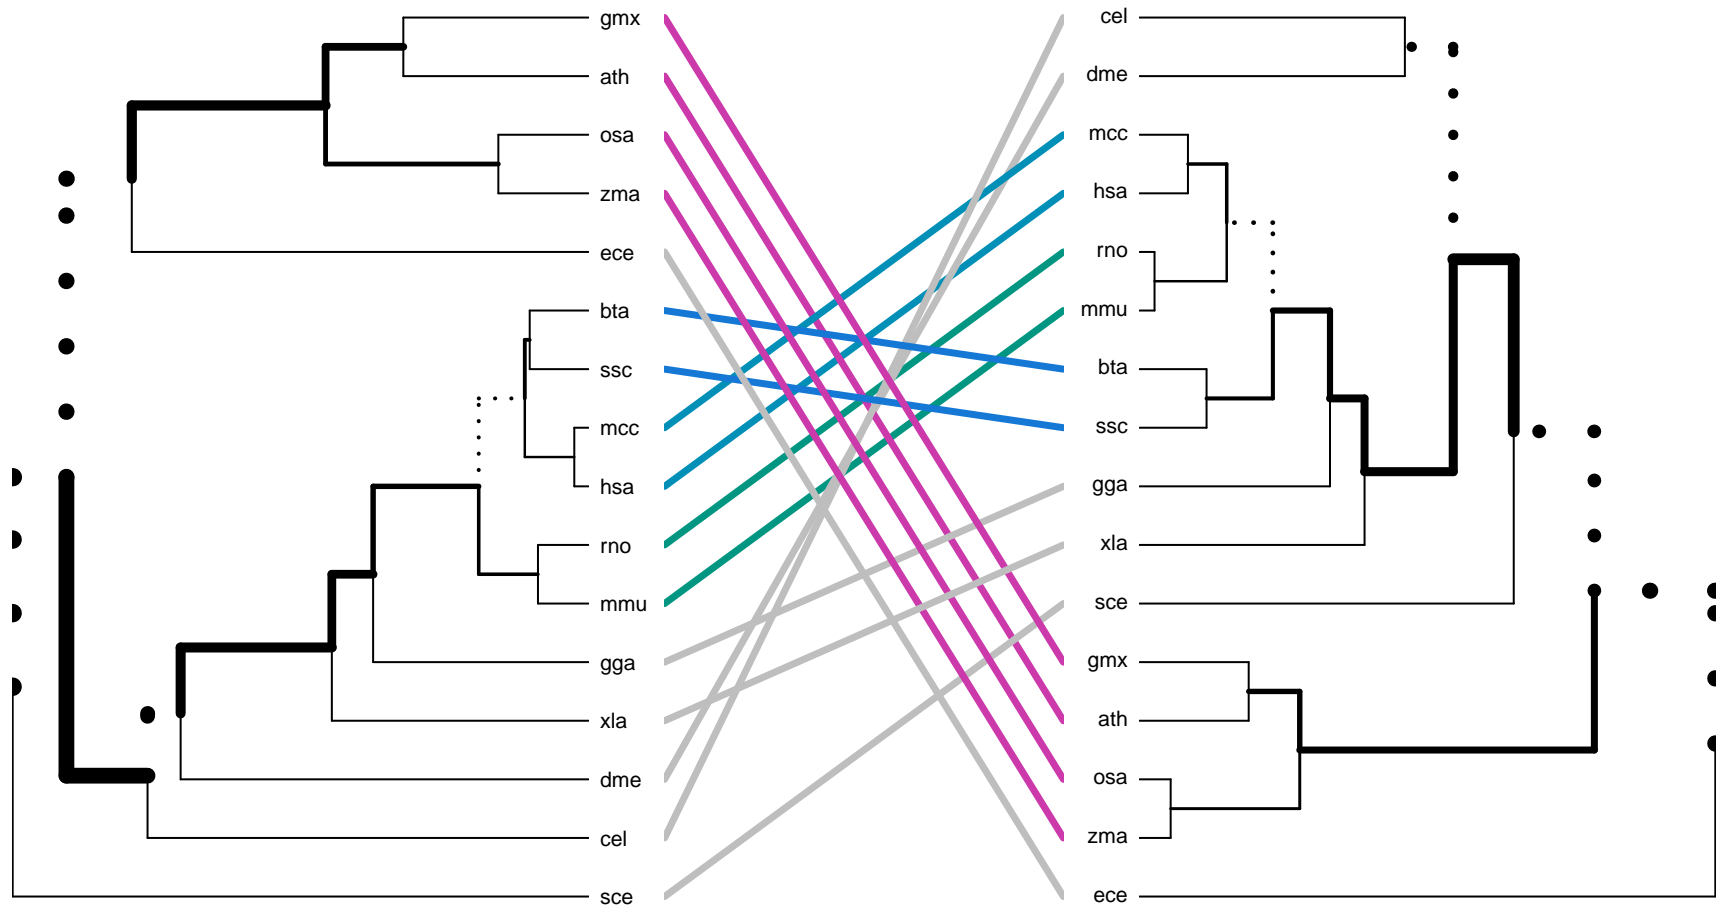 gmx
ath
osa
zma
ece
bta
ssc
mcc
hsa
rno
mmu
gga
xla
dme
cel
sce
cel
dme
mcc
hsa
rno
mmu
bta
ssc
gga
xla
sce
gmx
ath
osa
zma
ece